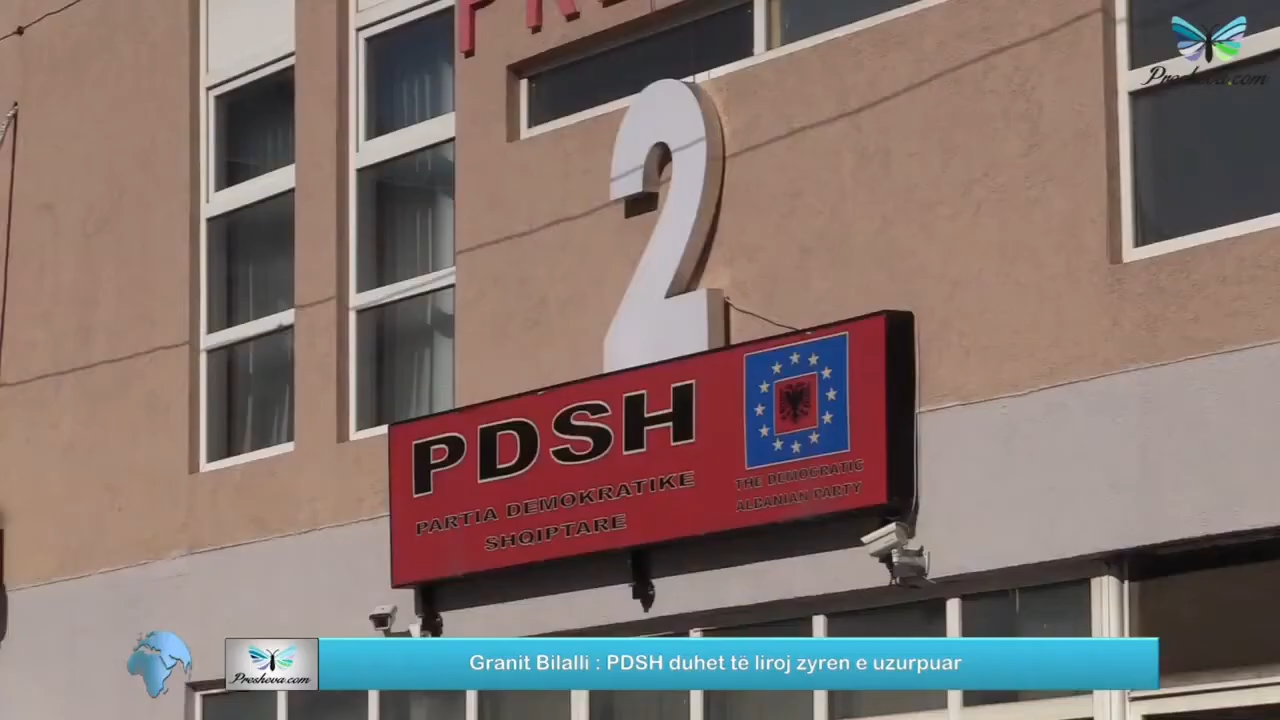 Presheva.com
2
PDSH
PARTIA DEMOKRATIKE
SHQIPTARE
THE DEMOCRATIC
ALBANIAN PARTY
Presheva.com
Granit Bilalli : PDSH duhet të liroj zyren e uzurpuar